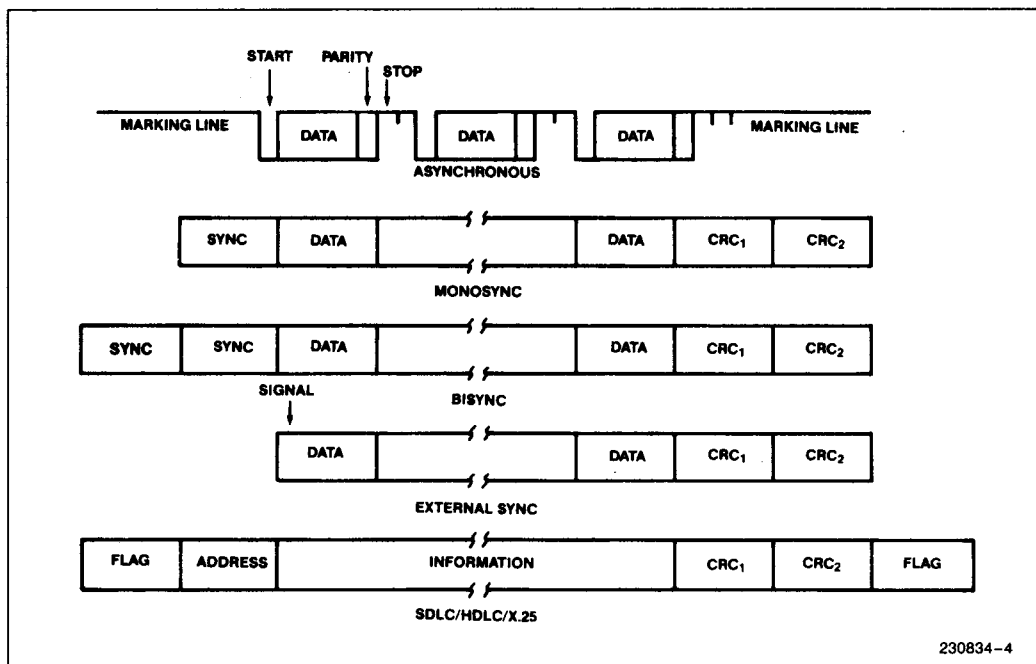 START PARITY STOP
MARKING LINE DATA DATA DATA MARKING LINE
ASYNCHRONOUS
SYNC DATA DATA CRC₁ CRC₂
MONOSYNC
SYNC SYNC DATA DATA CRC₁ CRC₂
SIGNAL
BISYNC
DATA DATA CRC₁ CRC₂
EXTERNAL SYNC
FLAG ADDRESS INFORMATION CRC₁ CRC₂ FLAG
SDLC/HDLC/X.25
230834-4